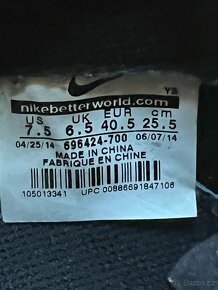 YS
nikebetterworld.com
US UK EUR cm
7.5 6.5 40.5 25.5
04/25/14 696424-700 06/07/14
MADE IN CHINA
FABRIQUÉ EN CHINE
105013341 UPC 00886691847106